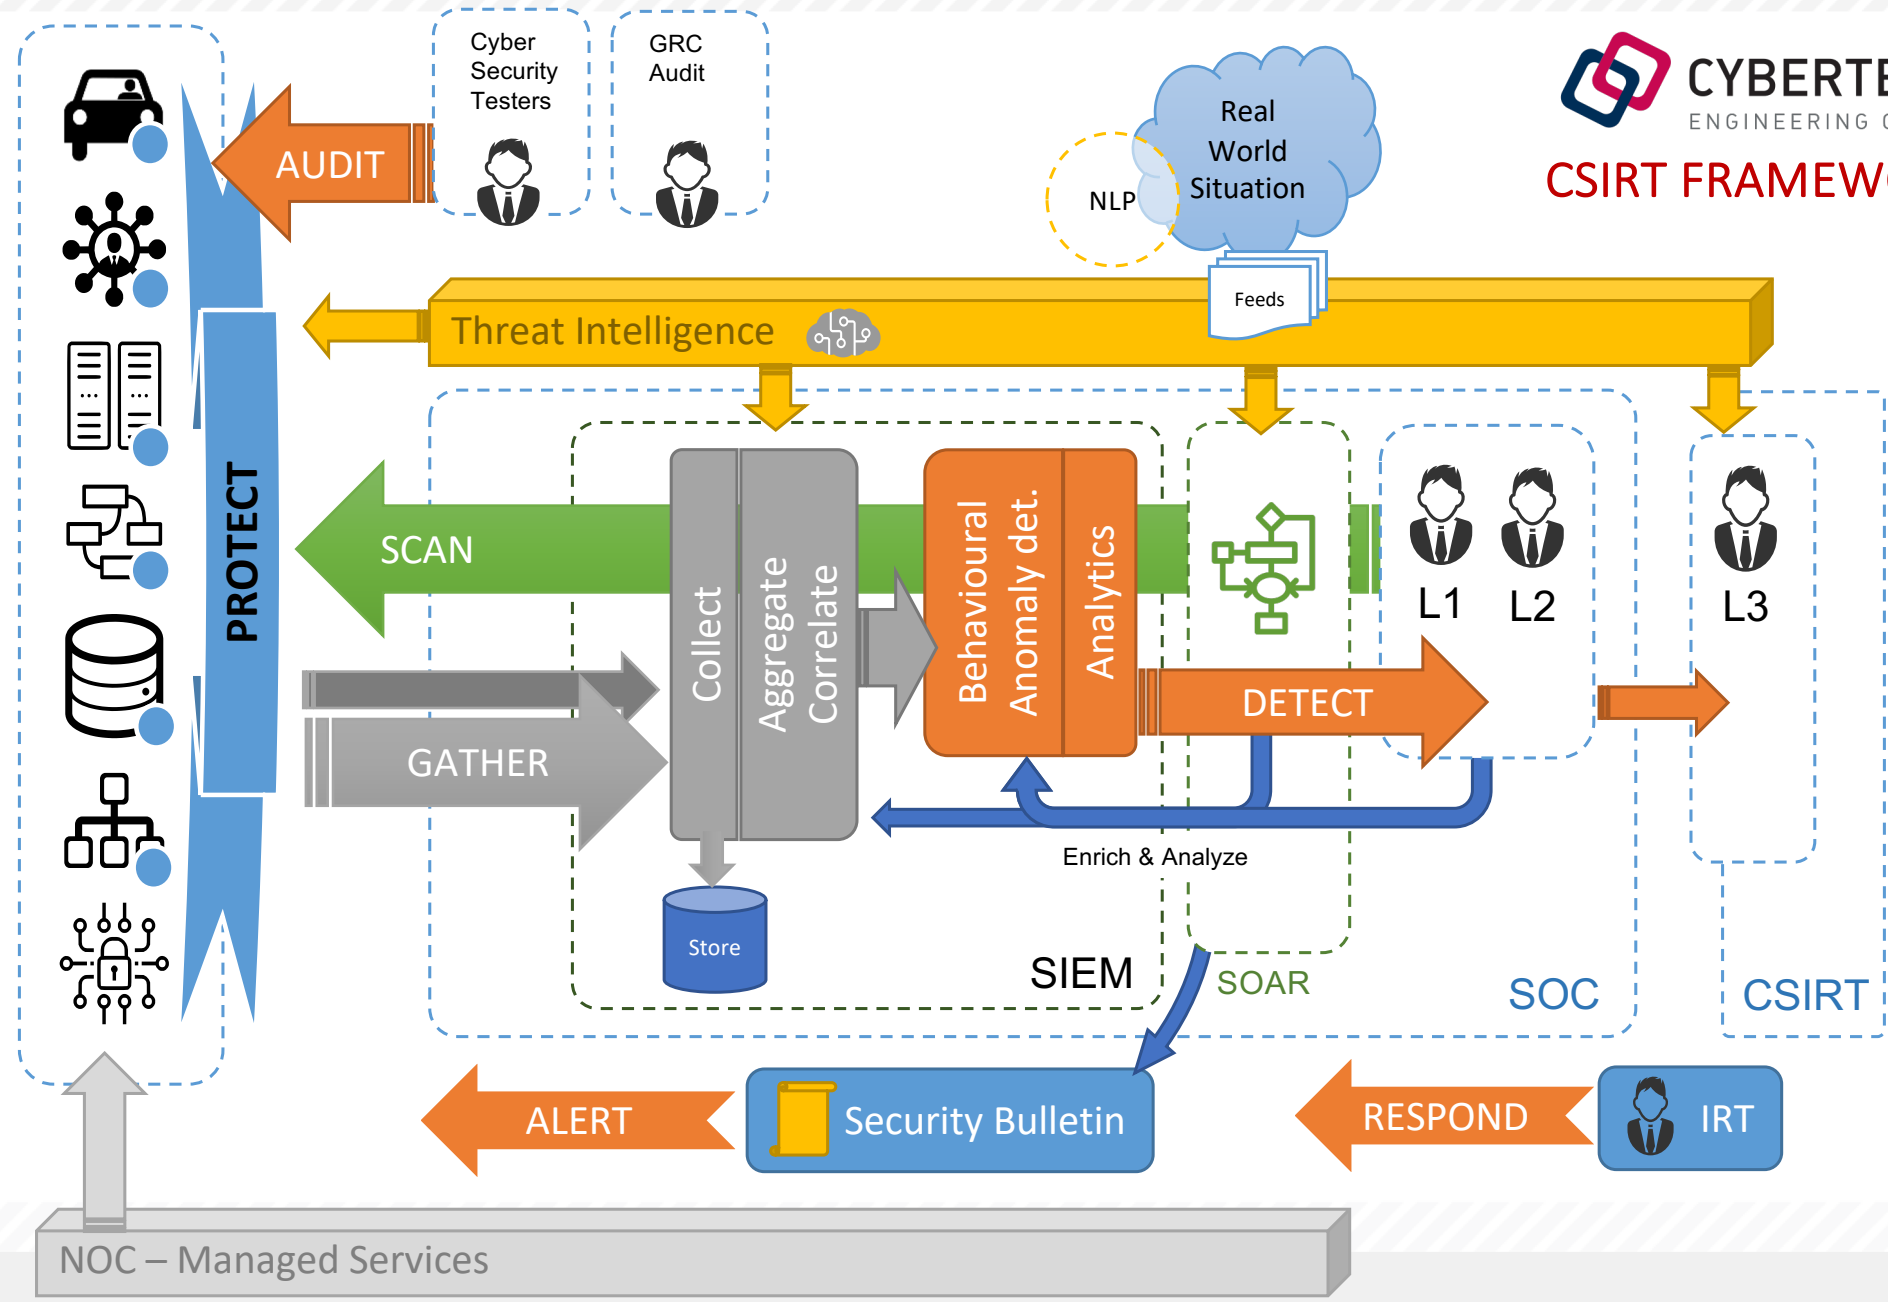 Cyber
Security
Testers
GRC
Audit
AUDIT
Real
World
Situation
NLP
Feeds
ENGINEERING
CSIRT
Threat Intelligence
PROTECT
SCAN
GATHER
Collect
Aggregate
Correlate
Behavioural
Anomaly det.
Analytics
DETECT
L1
L2
L3
Enrich & Analyze
Store
SIEM
SOAR
SOC
CSIRT
ALERT
Security Bulletin
RESPOND
IRT
NOC – Managed Services